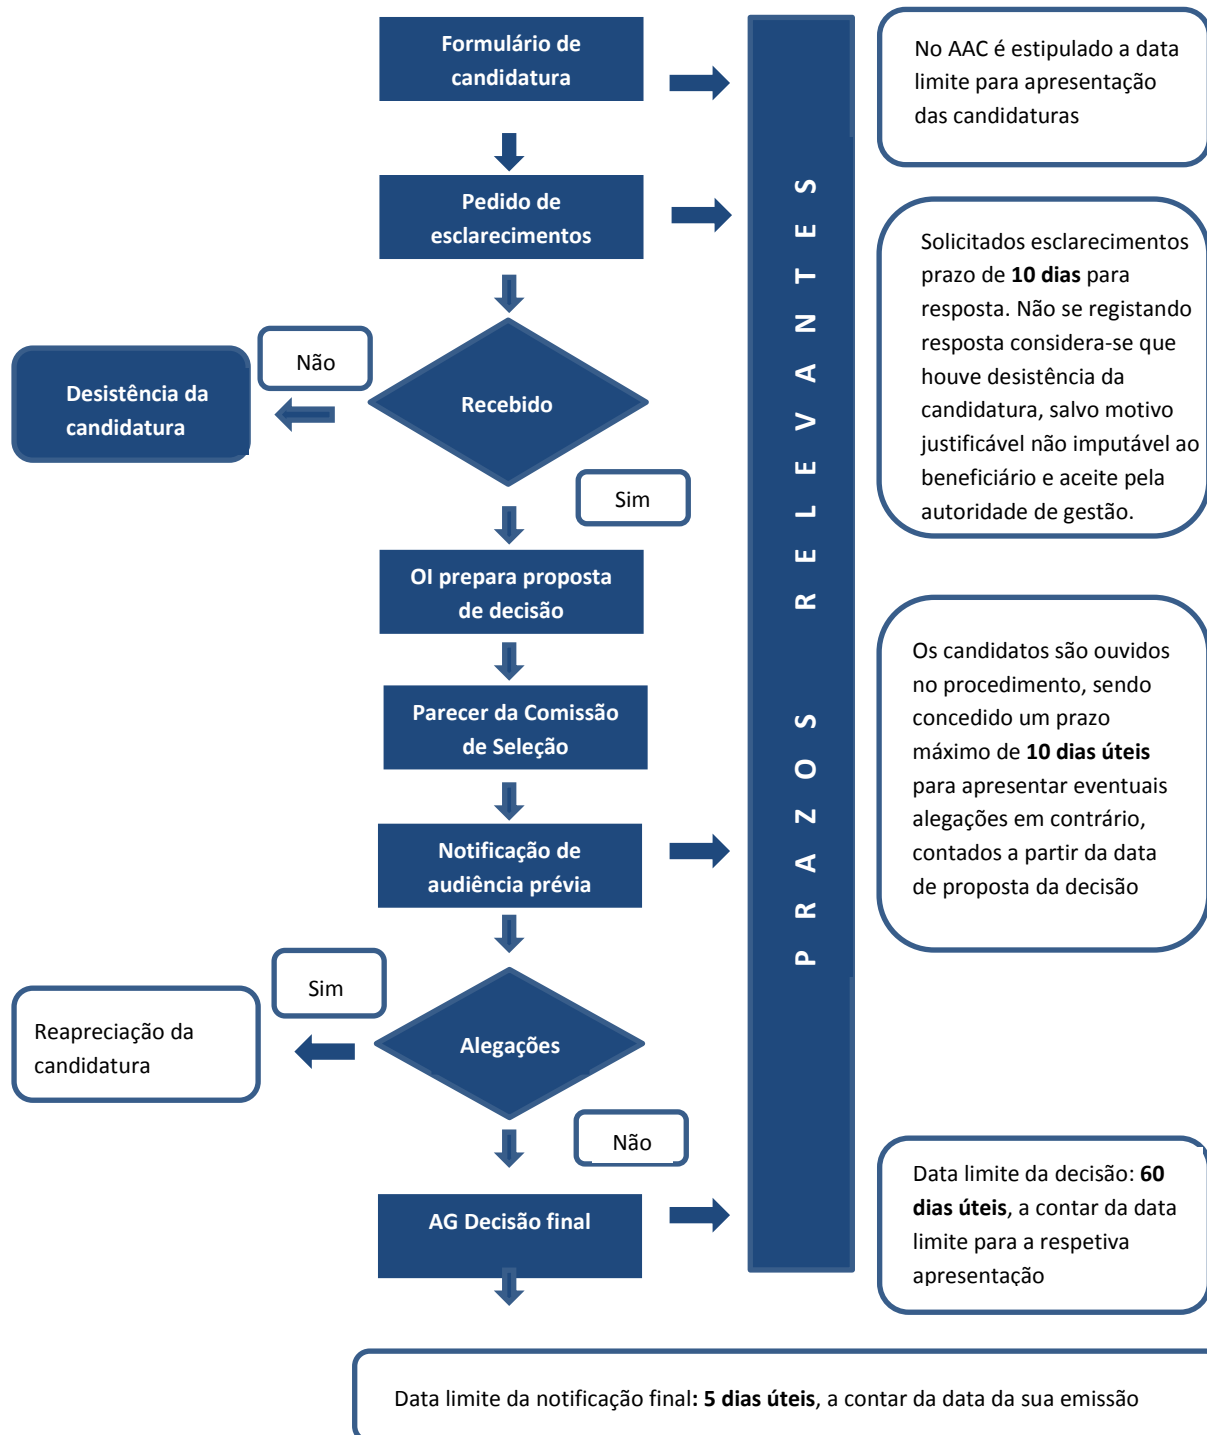 Formulário de
candidatura
No AAC é estipulado a data
limite para apresentação
das candidaturas
Pedido de
esclarecimentos
Solicitados esclarecimentos
prazo de 10 dias para
resposta. Não se registando
resposta considera-se que
houve desistência da
candidatura, salvo motivo
justificável não imputável ao
beneficiário e aceite pela
autoridade de gestão.
Não
Desistência da
candidatura
Recebido
Sim
PRAZOS RELEVANTES
OI prepara proposta
de decisão
Parecer da Comissão
de Seleção
Os candidatos são ouvidos
no procedimento, sendo
concedido um prazo
máximo de 10 dias úteis
para apresentar eventuais
alegações em contrário,
contados a partir da data
de proposta da decisão
Notificação de
audiência prévia
Sim
Reapreciação da
candidatura
Alegações
Não
AG Decisão final
Data limite da decisão: 60
dias úteis, a contar da data
limite para a respetiva
apresentação
Data limite da notificação final: 5 dias úteis, a contar da data da sua emissão